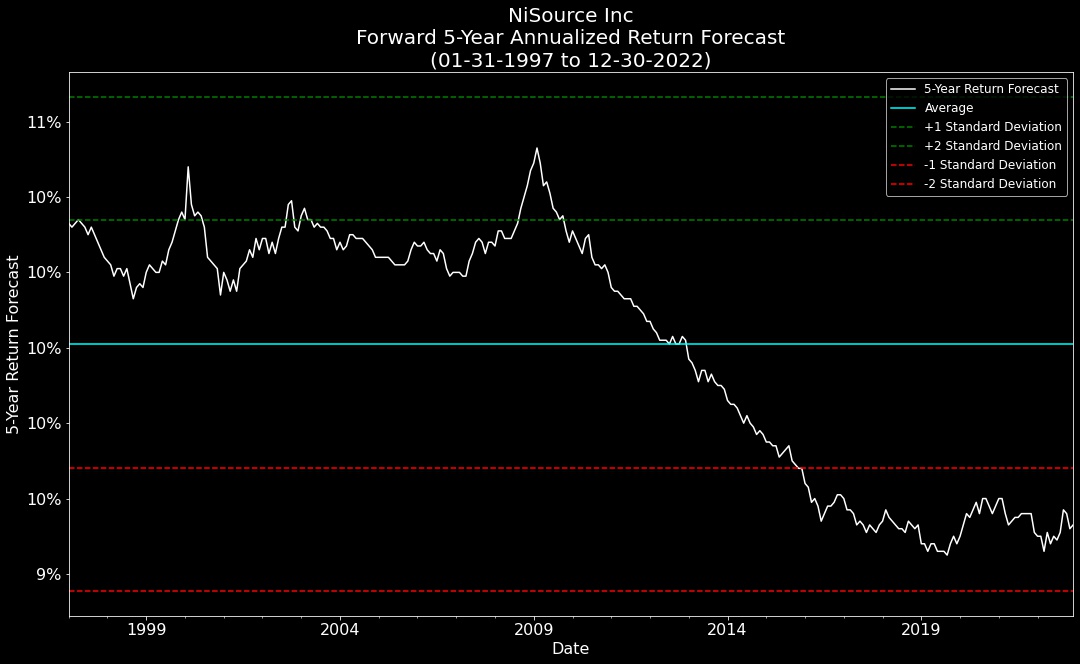 NiSource Inc
Forward 5-Year Annualized Return Forecast
(01-31-1997 to 12-30-2022)
5-Year Return Forecast
Average
+1 Standard Deviation
+2 Standard Deviation
-1 Standard Deviation
-2 Standard Deviation
11%
10%
10%
10%
10%
10%
9%
5-Year Return Forecast
1999
2004
2009
2014
2019
Date